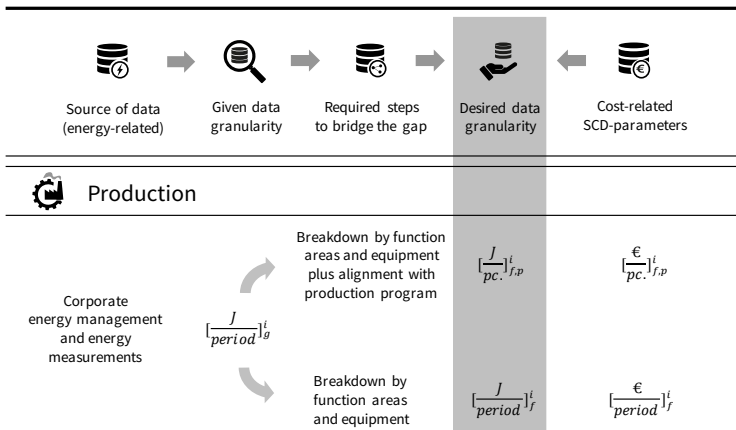 Source of data
(energy-related)
Given data
granularity
Required steps
to bridge the gap
Desired data
granularity
€
Cost-related
SCD-parameters
Production
Corporate
energy management
and energy
measurements
[J/period]^i_g
Breakdown by function
areas and equipment
plus alignment with
production program
[J/pc.]^i_{f,p}
[€/pc.]^i_{f,p}
Breakdown by
function areas
and equipment
[J/period]^i_f
[€/period]^i_f